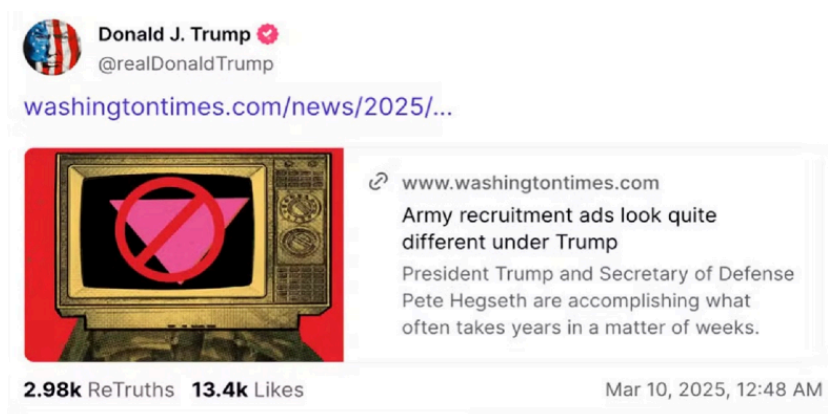 Donald J. Trump
@realDonaldTrump
washingtontimes.com/news/2025/...
www.washingtontimes.com
Army recruitment ads look quite
different under Trump
President Trump and Secretary of Defense
Pete Hegseth are accomplishing what
often takes years in a matter of weeks.
2.98k ReTruths 13.4k Likes
Mar 10, 2025, 12:48 AM